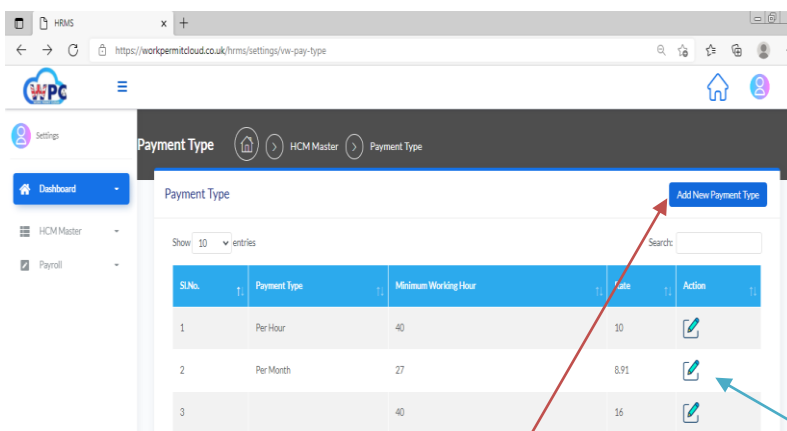 HRMS
https://workpermitcloud.co.uk/hrms/settings/vw-pay-type
WPC
Settings
Payment Type HCM Master Payment Type
Dashboard
Payment Type
Add New Payment Type
HCM Master
Show 10 entries
Search:
Payroll
Sl.No. Payment Type Minimum Working Hour Rate Action
1 Per Hour 40 10
2 Per Month 27 8.91
3 40 16